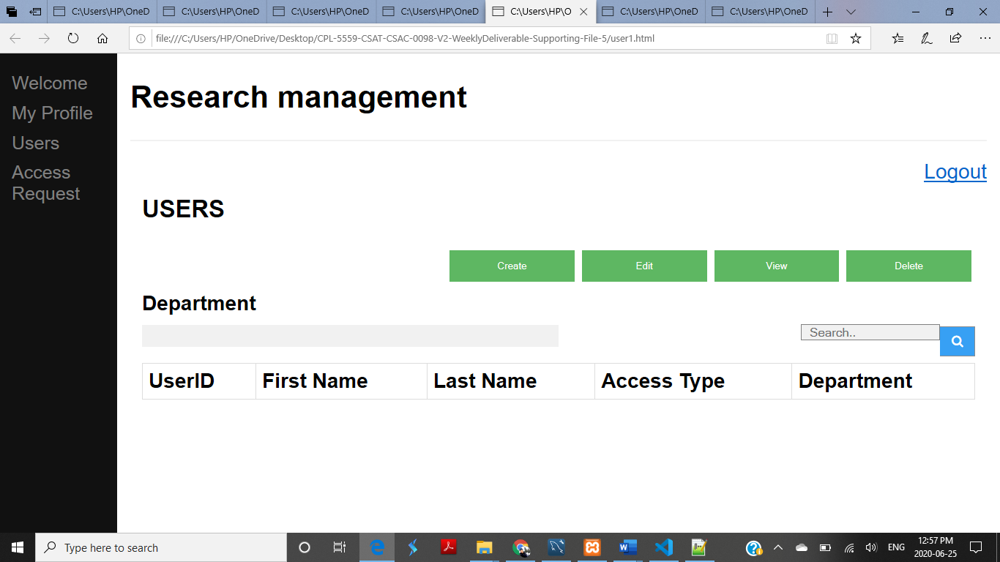 C:\Users\HP\OneD
C:\Users\HP\OneD
C:\Users\HP\OneD
C:\Users\HP\OneD
C:\Users\HP\O
C:\Users\HP\OneD
C:\Users\HP\OneD
file:///C:/Users/HP/OneDrive/Desktop/CPL-5559-CSAT-CSAC-0098-V2-WeeklyDeliverable-Supporting-File-5/user1.html
Welcome
My Profile
Users
Access
Request
Research management
Logout
USERS
Create Edit View Delete
Department
Search..
UserID First Name Last Name Access Type Department
Type here to search
ENG
12:57 PM
2020-06-25